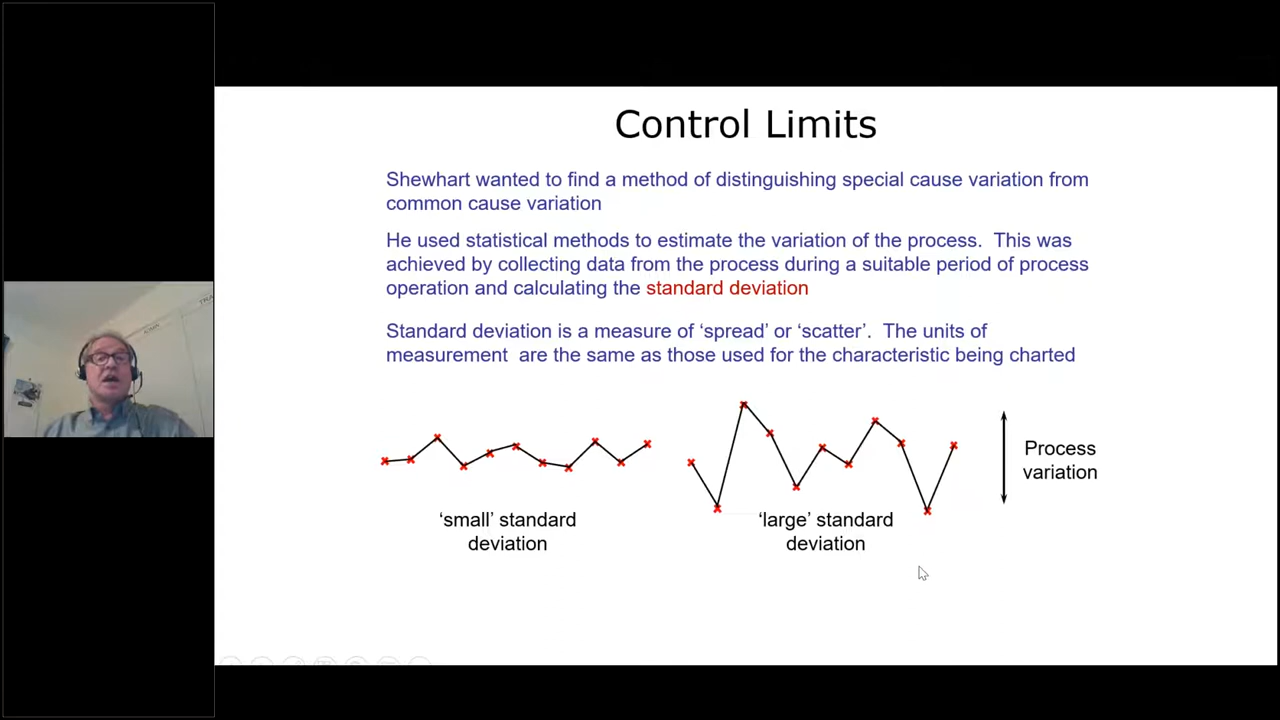 Control Limits
Shewhart wanted to find a method of distinguishing special cause variation from
common cause variation
He used statistical methods to estimate the variation of the process.  This was
achieved by collecting data from the process during a suitable period of process
operation and calculating the standard deviation
Standard deviation is a measure of ‘spread’ or ‘scatter’.  The units of
measurement  are the same as those used for the characteristic being charted
Process
variation
‘small’ standard
deviation
‘large’ standard
deviation